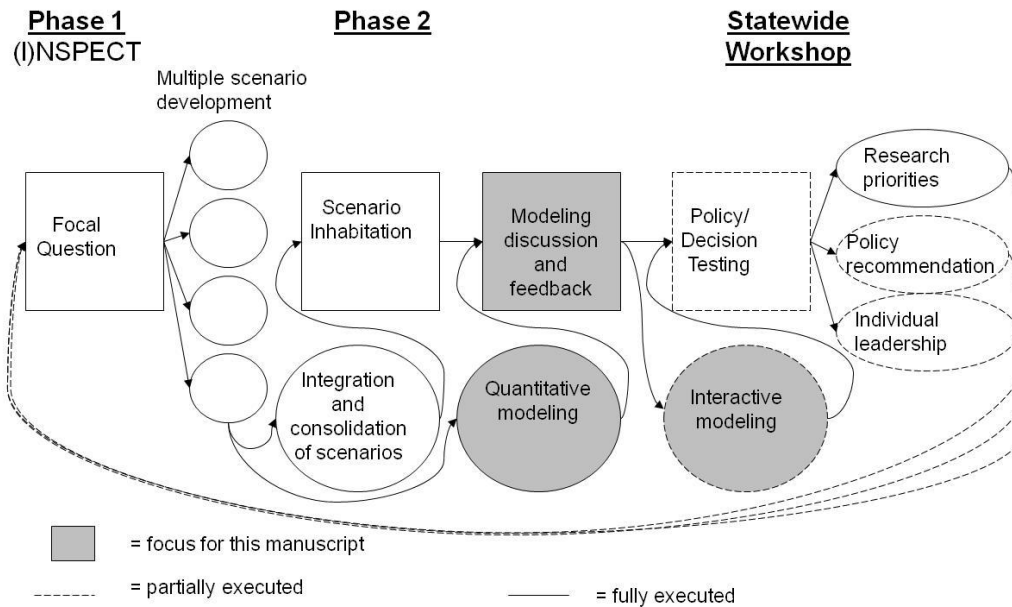 Phase 1
(I)NSPECT
Phase 2
Statewide
Workshop
Multiple scenario
development
Focal
Question
Scenario
Inhabitation
Modeling
discussion
and
feedback
Policy/
Decision
Testing
Research
priorities
Policy
recommendation
Individual
leadership
Integration
and
consolidation
of scenarios
Quantitative
modeling
Interactive
modeling
= focus for this manuscript
= partially executed
= fully executed